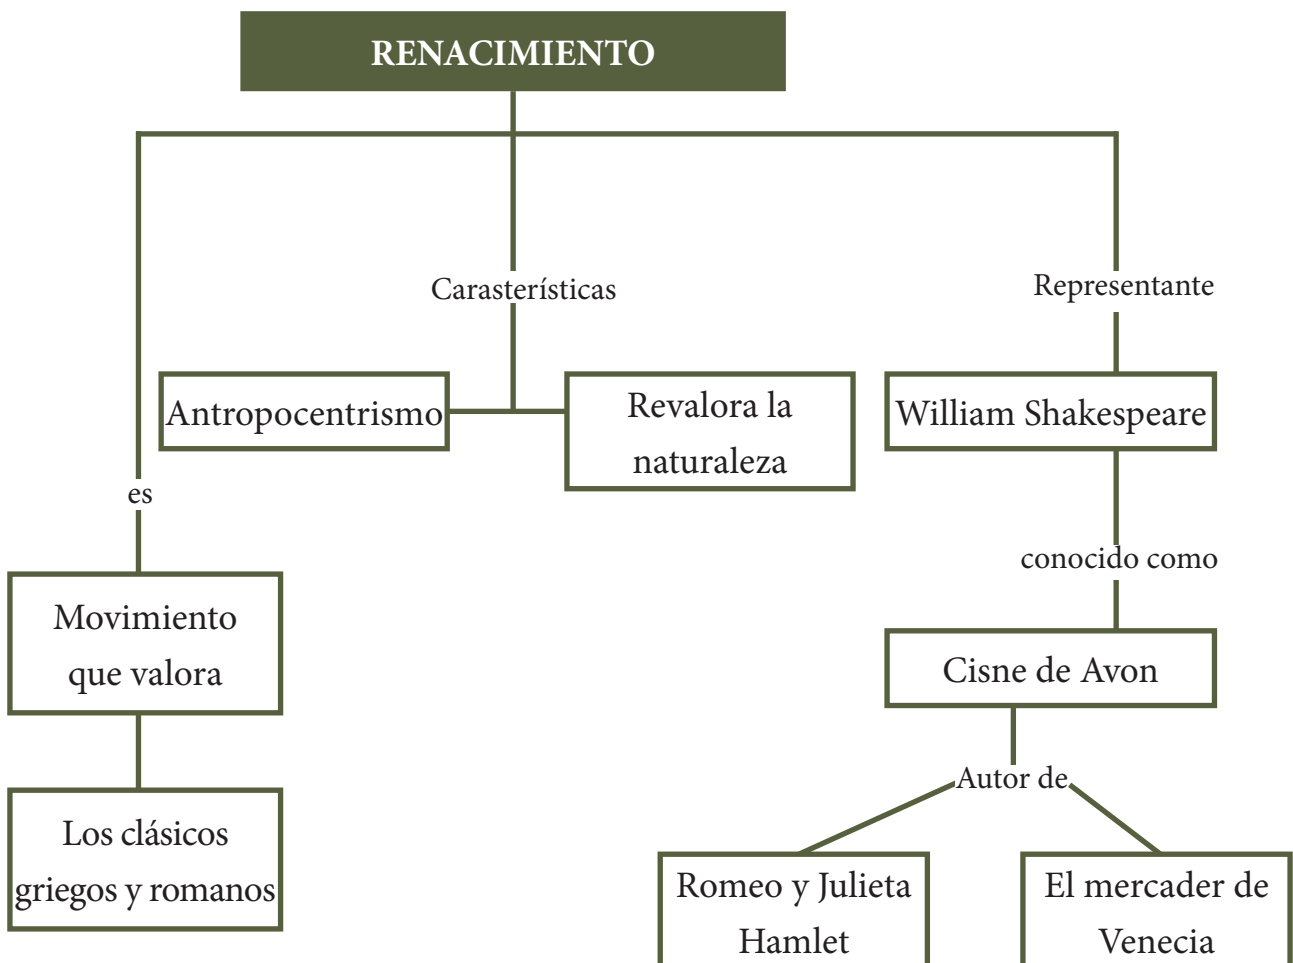 RENACIMIENTO
Carasterísticas
Representante
Antropocentrismo
Revalora la
naturaleza
William Shakespeare
es
conocido como
Movimiento
que valora
Cisne de Avon
Autor de
Los clásicos
griegos y romanos
Romeo y Julieta
Hamlet
El mercader de
Venecia